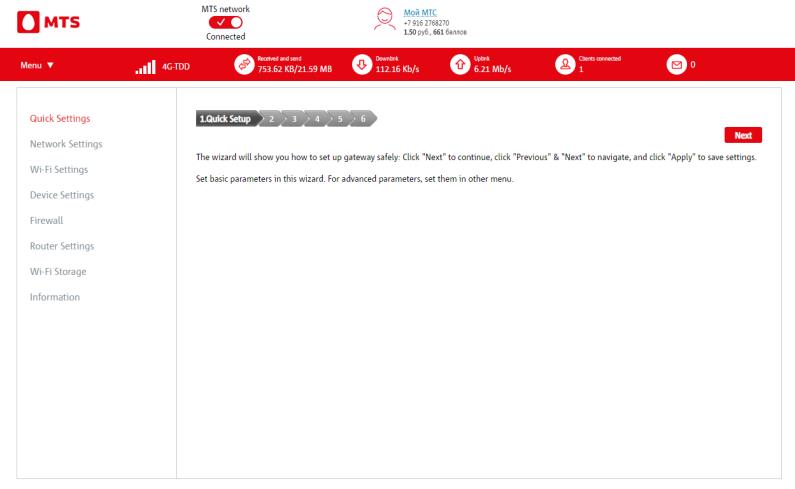 MTS
MTS network
Connected
Мой МТС
+7 916 2768270
1.50 руб., 661 баллов
Menu ▼
4G-TDD
Received and send
753.62 KB/21.59 MB
Downlink
112.16 Kb/s
Uplink
6.21 Mb/s
Clients connected
1
0
Quick Settings
Network Settings
Wi-Fi Settings
Device Settings
Firewall
Router Settings
Wi-Fi Storage
Information
1.Quick Setup 2 3 4 5 6
Next
The wizard will show you how to set up gateway safely: Click "Next" to continue, click "Previous" & "Next" to navigate, and click "Apply" to save settings.
Set basic parameters in this wizard. For advanced parameters, set them in other menu.